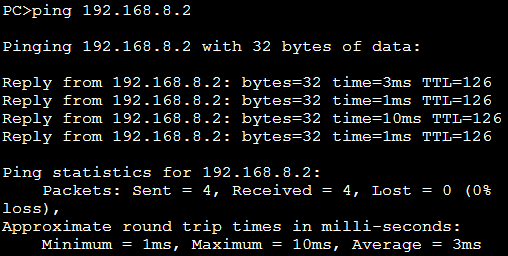 PC>ping 192.168.8.2
Pinging 192.168.8.2 with 32 bytes of data:
Reply from 192.168.8.2: bytes=32 time=3ms TTL=126
Reply from 192.168.8.2: bytes=32 time=1ms TTL=126
Reply from 192.168.8.2: bytes=32 time=10ms TTL=126
Reply from 192.168.8.2: bytes=32 time=1ms TTL=126
Ping statistics for 192.168.8.2:
    Packets: Sent = 4, Received = 4, Lost = 0 (0%
loss),
Approximate round trip times in milli-seconds:
    Minimum = 1ms, Maximum = 10ms, Average = 3ms